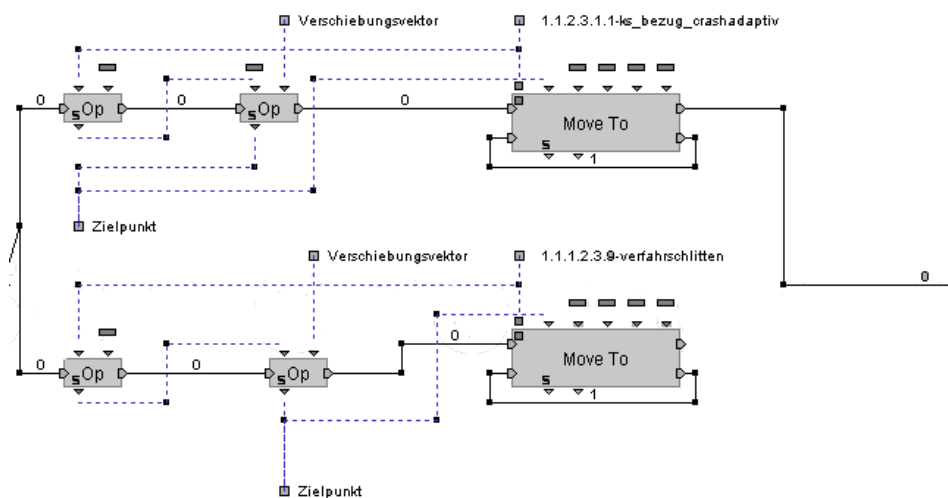 Verschiebungsvektor 1.1.2.3.1.1-ks_bezug_crashadaptiv
0 0 0
s Op s Op Move To
s
1
Zielpunkt
Verschiebungsvektor 1.1.1.2.3.9-verfahrschlitten
0
0
0 0
s Op s Op Move To
s
1
Zielpunkt